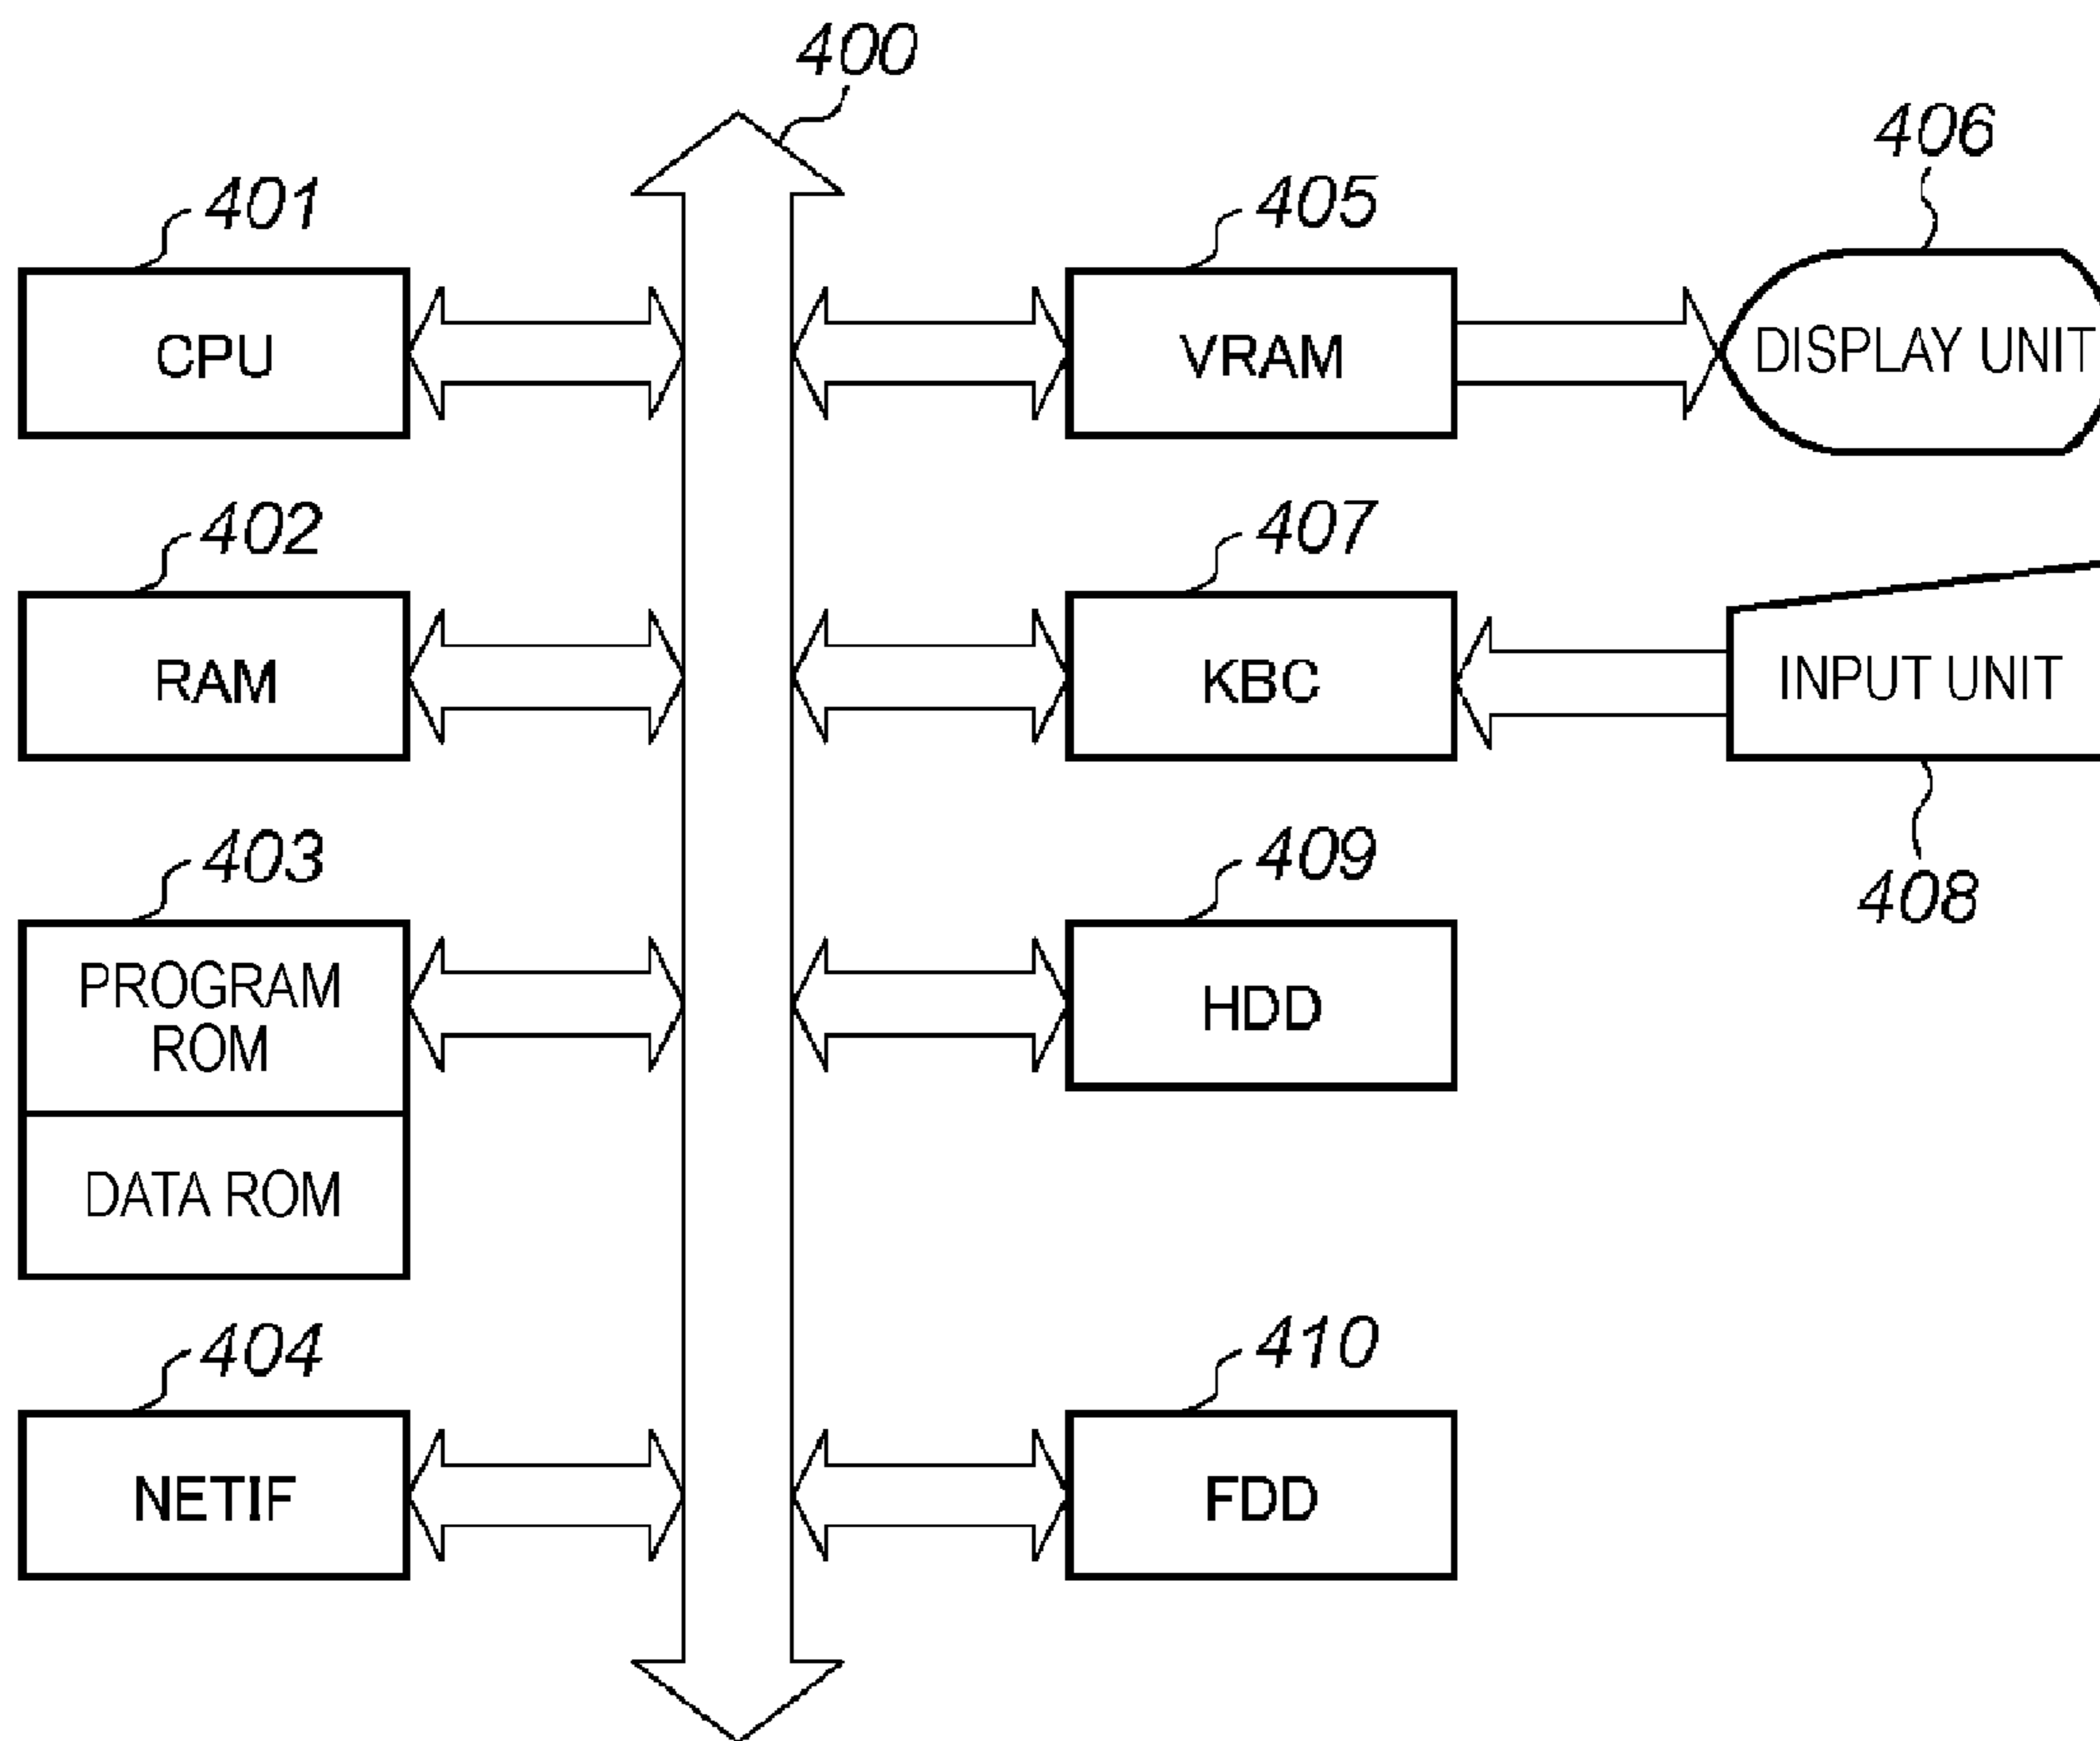 400
406
401
405
CPU
VRAM
DISPLAY UNIT
402
407
RAM
KBC
INPUT UNIT
403
409
408
PROGRAM
ROM
HDD
DATA ROM
404
410
NETIF
FDD